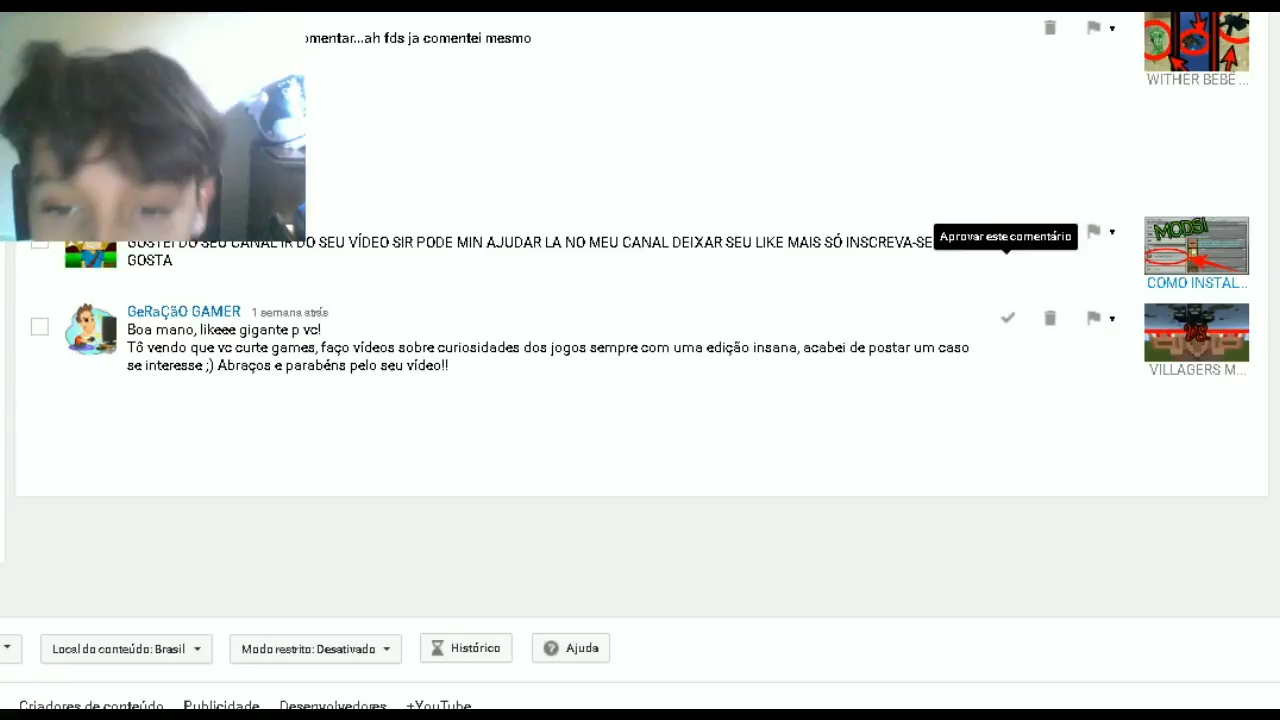 omentar...ah fds ja comentei mesmo
WITHER BEBÊ ...
GOSTEI DO SEU CANAL IR DO SEU VÍDEO SIR PODE MIN AJUDAR LA NO MEU CANAL DEIXAR SEU LIKE MAIS SÓ INSCREVA-SE
GOSTA
Aprovar este comentário
MODS!
COMO INSTAL...
GeRaÇãO GAMER 1 semana atrás
Boa mano, likeee gigante p vc!
Tô vendo que vc curte games, faço vídeos sobre curiosidades dos jogos sempre com uma edição insana, acabei de postar um caso
se interesse ;) Abraços e parabéns pelo seu vídeo!!
VS
VILLAGERS M...
Local do conteúdo: Brasil
Modo restrito: Desativado
Histórico
Ajuda
Criadores de conteúdo Publicidade Desenvolvedores +YouTube